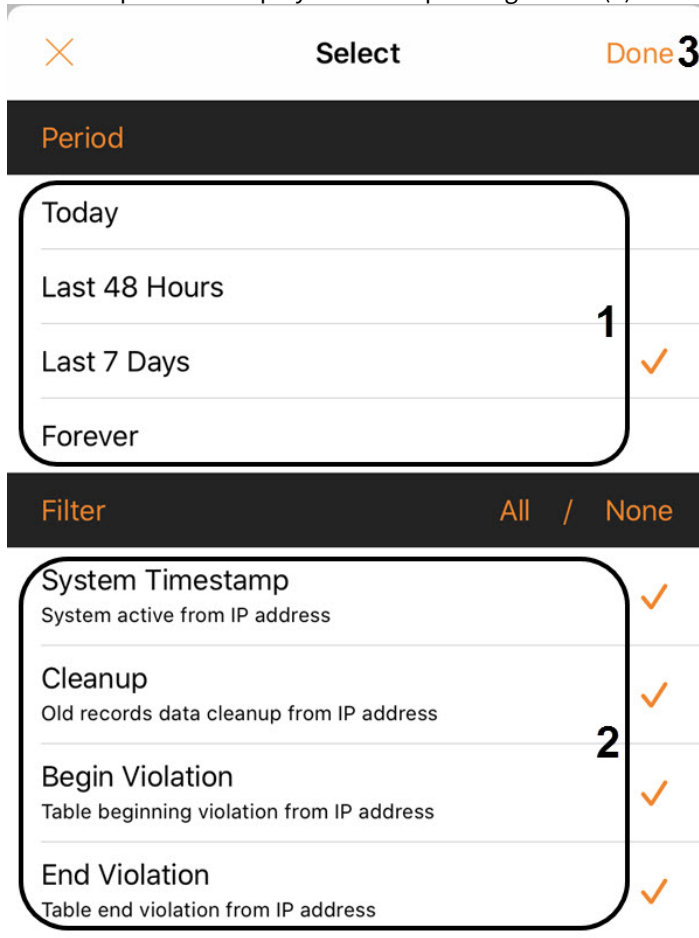 Select
Done 3
Period
Today
Last 48 Hours
1
Last 7 Days
Forever
Filter All / None
System Timestamp
System active from IP address
Cleanup
Old records data cleanup from IP address
2
Begin Violation
Table beginning violation from IP address
End Violation
Table end violation from IP address